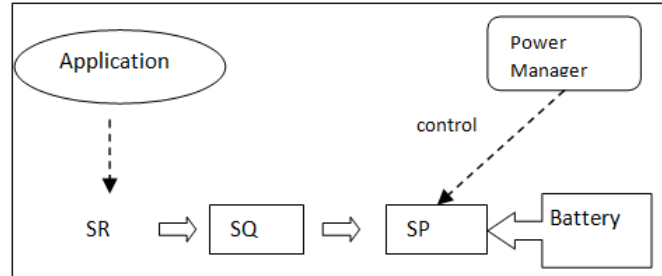 Application
Power
Manager
control
SR
SQ
SP
Battery